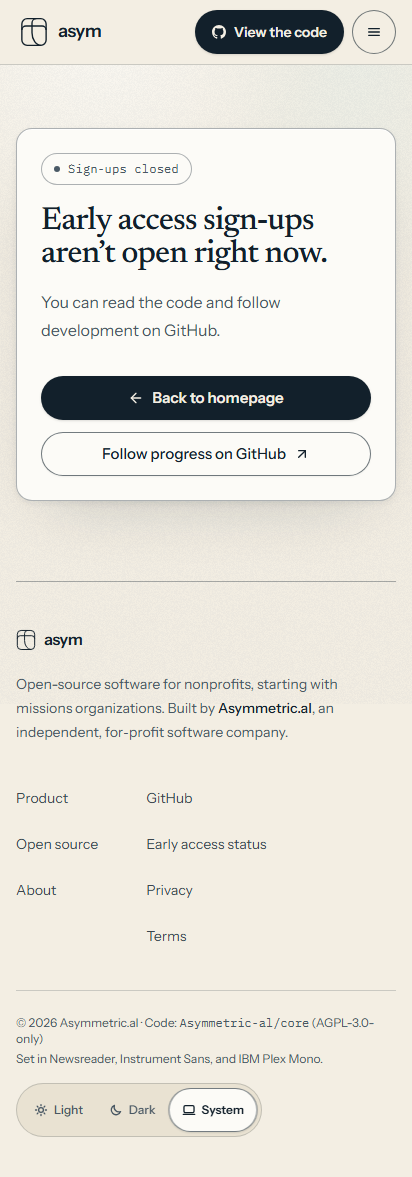 asym
View the code
Sign-ups closed
Early access sign-ups
aren’t open right now.
You can read the code and follow
development on GitHub.
Back to homepage
Follow progress on GitHub
asym
Open-source software for nonprofits, starting with
missions organizations. Built by Asymmetric.al, an
independent, for-profit software company.
Product
GitHub
Open source
Early access status
About
Privacy
Terms
© 2026 Asymmetric.al · Code: Asymmetric-al/core (AGPL-3.0-
only)
Set in Newsreader, Instrument Sans, and IBM Plex Mono.
Light
Dark
System